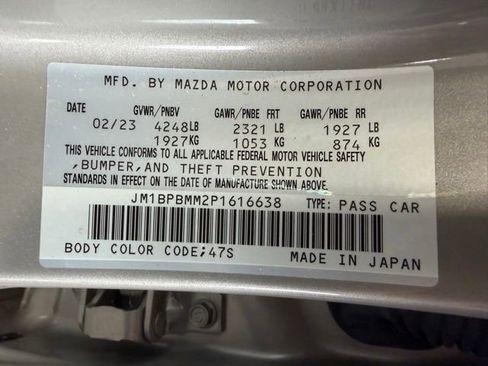 MFD. BY MAZDA MOTOR CORPORATION
DATE GVWR/PNBV GAWR/PNBE FRT GAWR/PNBE RR
02/23 4248LB 2321 LB 1927 LB
1927KG 1053 KG 874 KG
THIS VEHICLE CONFORMS TO ALL APPLICABLE FEDERAL MOTOR VEHICLE SAFETY
,BUMPER,AND THEFT PREVENTION
STANDARDS IN EFFECT ON THE DATE OF MANUFACTURE SHOWN ABOVE.
JM1BPBMM2P1616638 TYPE: PASS CAR
BODY COLOR CODE;47S MADE IN JAPAN